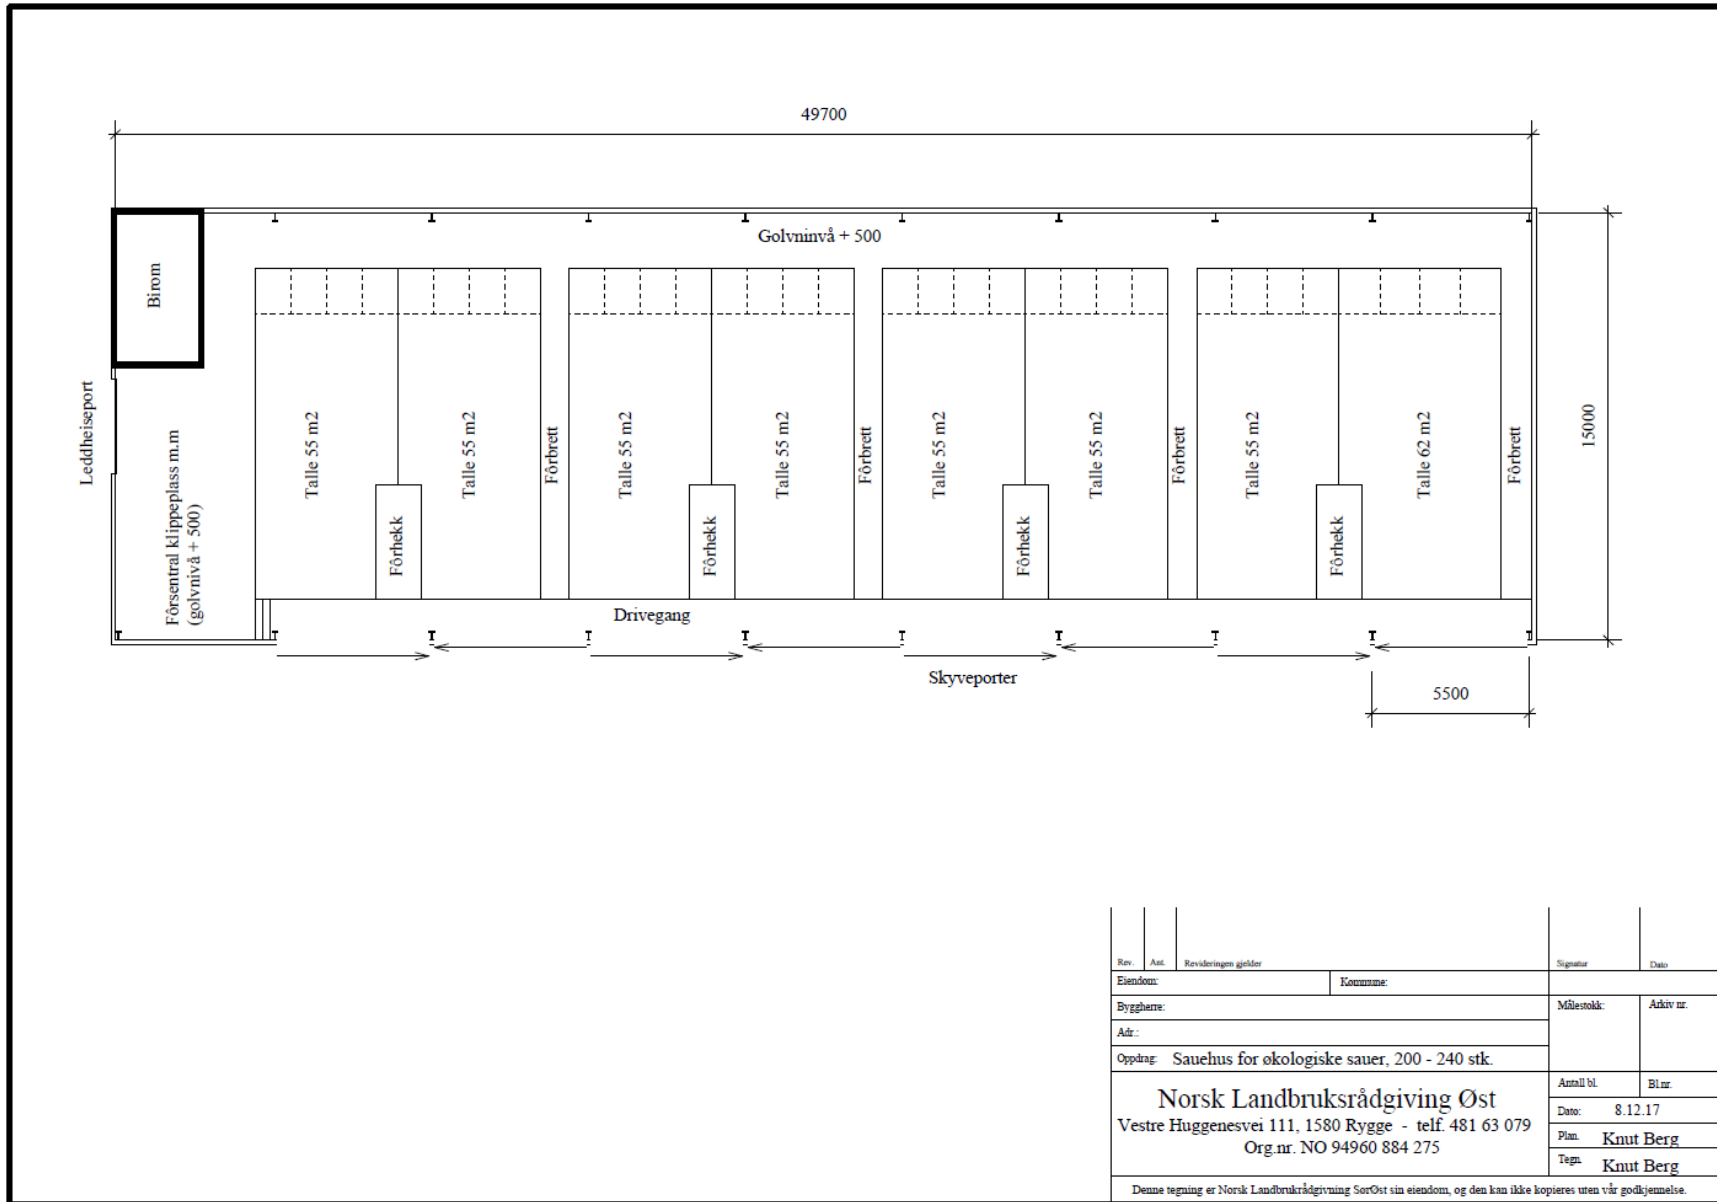 49700
Golvninvå + 500
Birom
Leddheiseport
Fôrsentral klippeplass m.m
(golvnivå + 500)
Talle 55 m2
Fôrhekk
Talle 55 m2
Fôrbrett
Talle 55 m2
Fôrhekk
Talle 55 m2
Fôrbrett
Talle 55 m2
Fôrhekk
Talle 55 m2
Fôrbrett
Talle 55 m2
Fôrhekk
Talle 62 m2
Fôrbrett
15000
Drivegang
Skyveporter
5500
Rev. Ant. Revideringen gjelder Signatur Dato
Eiendom: Kommune:
Byggherre: Målestokk: Arkiv nr.
Adr.:
Oppdrag: Sauehus for økologiske sauer, 200 - 240 stk.
Antall bl. Bl.nr.
Norsk Landbruksrådgiving Øst
Vestre Huggenesvei 111, 1580 Rygge - telf. 481 63 079
Org.nr. NO 94960 884 275
Dato: 8.12.17
Plan. Knut Berg
Tegn. Knut Berg
Denne tegning er Norsk Landbrukrådgivning SørØst sin eiendom, og den kan ikke kopieres uten vår godkjennelse.